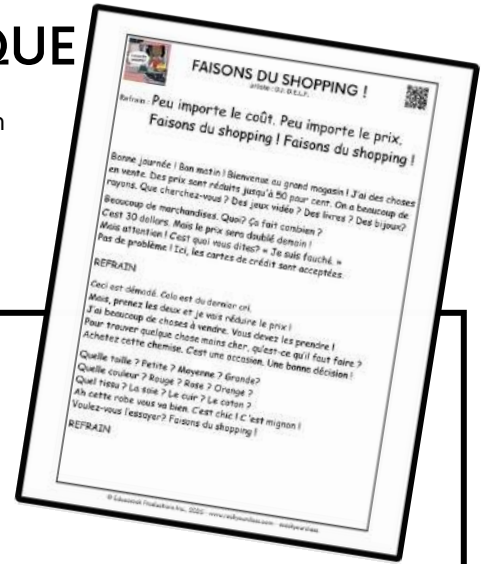 QUE
n
FAISONS DU SHOPPING !
artiste : DJ D.E.L.F.
Refrain : Peu importe le coût. Peu importe le prix.
Faisons du shopping ! Faisons du shopping !
Bonne journée ! Bon matin ! Bienvenue au grand magasin ! J'ai des choses
en vente. Des prix sont réduits jusqu'à 50 pour cent. On a beaucoup de
rayons. Que cherchez-vous ? Des jeux vidéo ? Des livres ? Des bijoux?
Beaucoup de marchandises. Quoi? Ça fait combien ?
C'est 30 dollars. Mais le prix sera doublé demain !
Mais attention ! C'est quoi vous dites? « Je suis fauché. »
Pas de problème ! Ici, les cartes de crédit sont acceptées.
REFRAIN
Ceci est démodé. Cela est du dernier cri.
Mais, prenez les deux et je vais réduire le prix !
J'ai beaucoup de choses à vendre. Vous devez les prendre !
Pour trouver quelque chose moins cher, qu'est-ce qu'il faut faire ?
Achetez cette chemise. C'est une occasion. Une bonne décision !
Quelle taille ? Petite ? Moyenne ? Grande?
Quelle couleur ? Rouge ? Rose ? Orange ?
Quel tissu ? La soie ? Le cuir ? Le coton ?
Ah cette robe vous va bien. C'est chic ! C'est mignon !
Voulez-vous l'essayer? Faisons du shopping !
REFRAIN